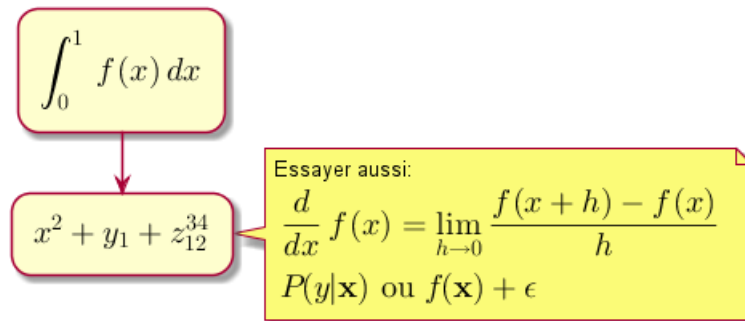 ∫₀¹ f(x) dx
x² + y₁ + z₁₂³⁴
Essayer aussi:
d/dx f(x) = lim_{h→0} (f(x + h) − f(x))/h
P(y|𝐱) ou f(𝐱) + ϵ